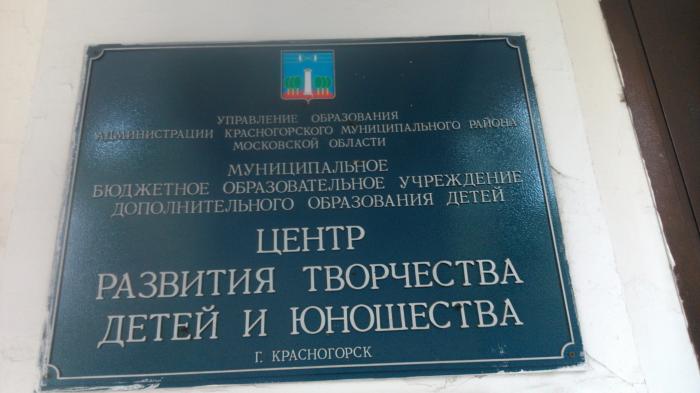 УПРАВЛЕНИЕ ОБРАЗОВАНИЯ
АДМИНИСТРАЦИИ КРАСНОГОРСКОГО МУНИЦИПАЛЬНОГО РАЙОНА
МОСКОВСКОЙ ОБЛАСТИ
МУНИЦИПАЛЬНОЕ
БЮДЖЕТНОЕ ОБРАЗОВАТЕЛЬНОЕ УЧРЕЖДЕНИЕ
ДОПОЛНИТЕЛЬНОГО ОБРАЗОВАНИЯ ДЕТЕЙ
ЦЕНТР
РАЗВИТИЯ ТВОРЧЕСТВА
ДЕТЕЙ И ЮНОШЕСТВА
Г. КРАСНОГОРСК